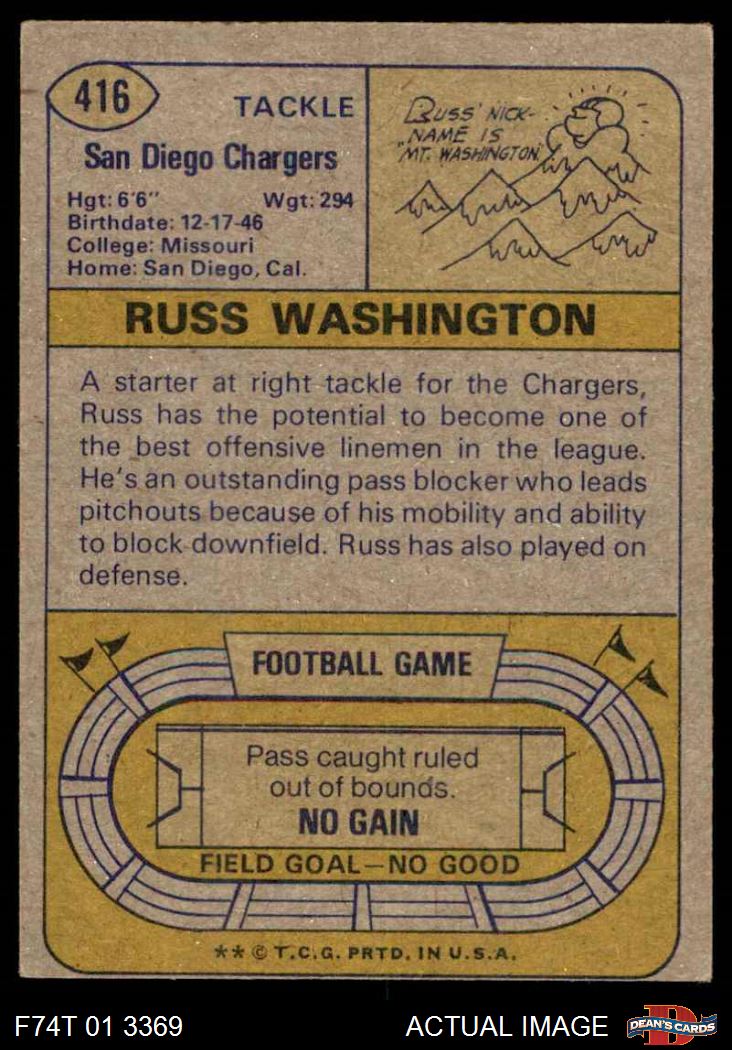 416
TACKLE
San Diego Chargers
Hgt: 6'6" Wgt: 294
Birthdate: 12-17-46
College: Missouri
Home: San Diego, Cal.
RUSS' NICK-
NAME IS
"MT. WASHINGTON"
RUSS WASHINGTON
A starter at right tackle for the Chargers,
Russ has the potential to become one of
the best offensive linemen in the league.
He's an outstanding pass blocker who leads
pitchouts because of his mobility and ability
to block downfield. Russ has also played on
defense.
FOOTBALL GAME
Pass caught ruled
out of bounds.
NO GAIN
FIELD GOAL—NO GOOD
** © T.C.G. PRTD. IN U.S.A.
F74T 01 3369 ACTUAL IMAGE
D
DEAN'S CARDS